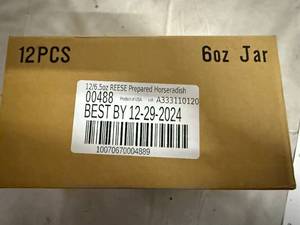 12PCS 6oz Jar
12/6.5oz REESE Prepared Horseradish
00488 Product of USA Lot A333110120
BEST BY 12-29-2024
10070670004889